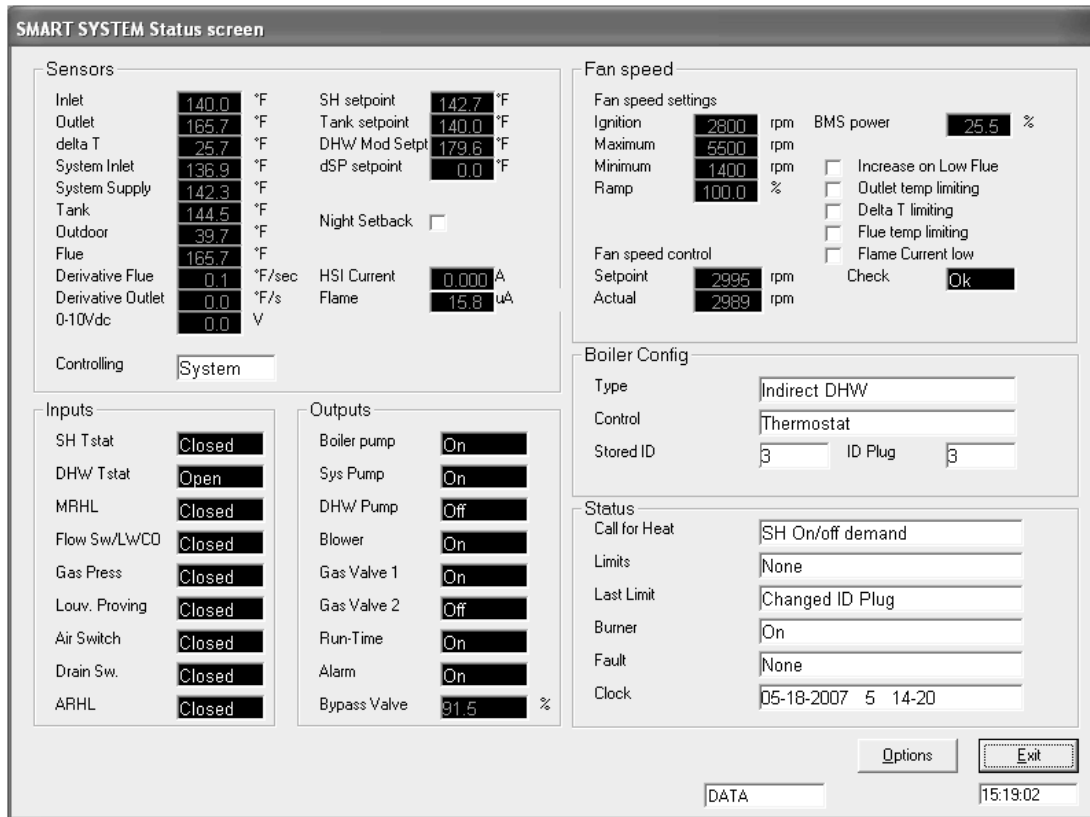 SMART SYSTEM Status screen
Sensors
Inlet 140.0 °F
Outlet 165.7 °F
delta T 25.7 °F
System Inlet 136.9 °F
System Supply 142.3 °F
Tank 144.5 °F
Outdoor 39.7 °F
Flue 165.7 °F
Derivative Flue 0.1 °F/sec
Derivative Outlet 0.0 °F/s
0-10Vdc 0.0 V
Controlling System
SH setpoint 142.7 °F
Tank setpoint 140.0 °F
DHW Mod Setpt 179.6 °F
dSP setpoint 0.0 °F
Night Setback
HSI Current 0.000 A
Flame 15.8 uA
Fan speed
Fan speed settings
Ignition 2800 rpm
Maximum 5500 rpm
Minimum 1400 rpm
Ramp 100.0 %
BMS power 25.5 %
Increase on Low Flue
Outlet temp limiting
Delta T limiting
Flue temp limiting
Flame Current low
Fan speed control
Setpoint 2995 rpm
Actual 2989 rpm
Check Ok
Inputs
SH Tstat Closed
DHW Tstat Open
MRHL Closed
Flow Sw/LWCO Closed
Gas Press Closed
Louv. Proving Closed
Air Switch Closed
Drain Sw. Closed
ARHL Closed
Outputs
Boiler pump On
Sys Pump On
DHW Pump Off
Blower On
Gas Valve 1 On
Gas Valve 2 Off
Run-Time On
Alarm On
Bypass Valve 91.5 %
Boiler Config
Type Indirect DHW
Control Thermostat
Stored ID 3 ID Plug 3
Status
Call for Heat SH On/off demand
Limits None
Last Limit Changed ID Plug
Burner On
Fault None
Clock 05-18-2007 5 14-20
Options Exit
DATA 15:19:02